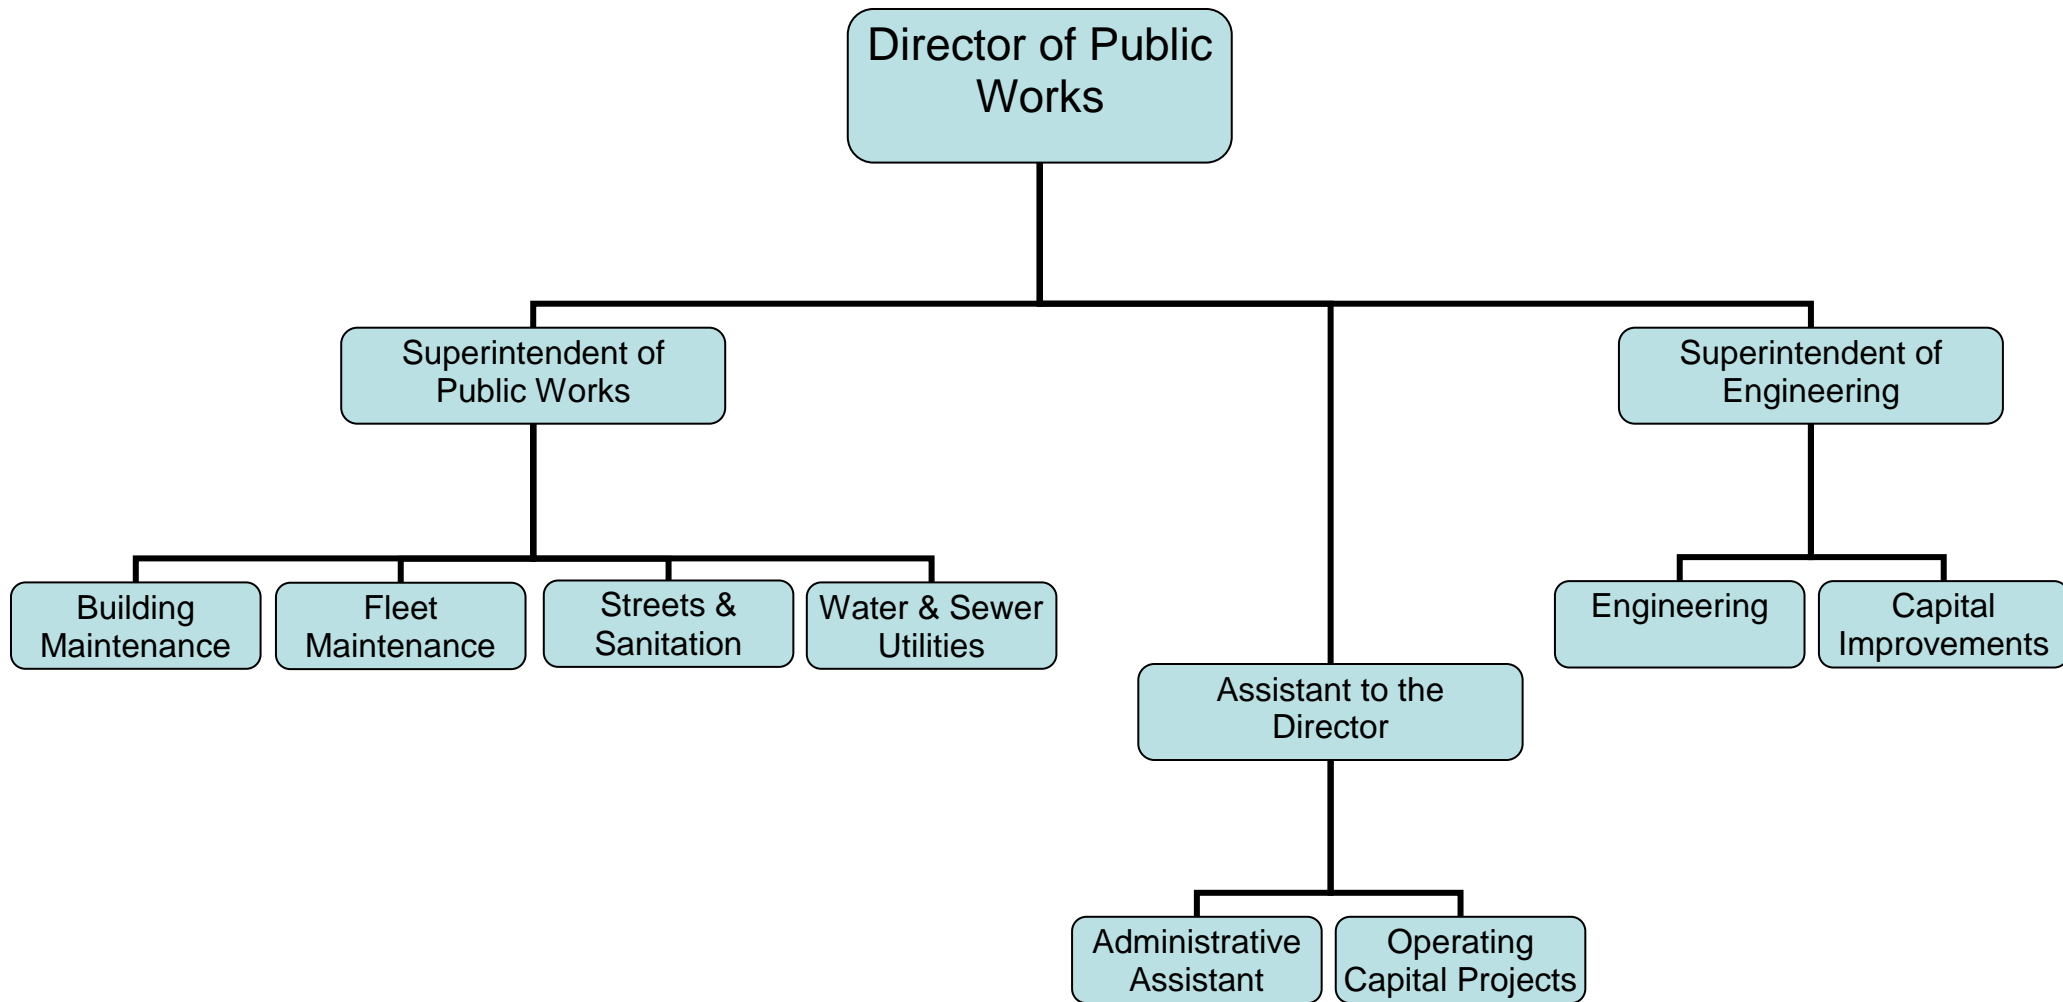 Director of Public
Works
Superintendent of
Public Works
Superintendent of
Engineering
Building
Maintenance
Fleet
Maintenance
Streets &
Sanitation
Water & Sewer
Utilities
Engineering
Capital
Improvements
Assistant to the
Director
Administrative
Assistant
Operating
Capital Projects